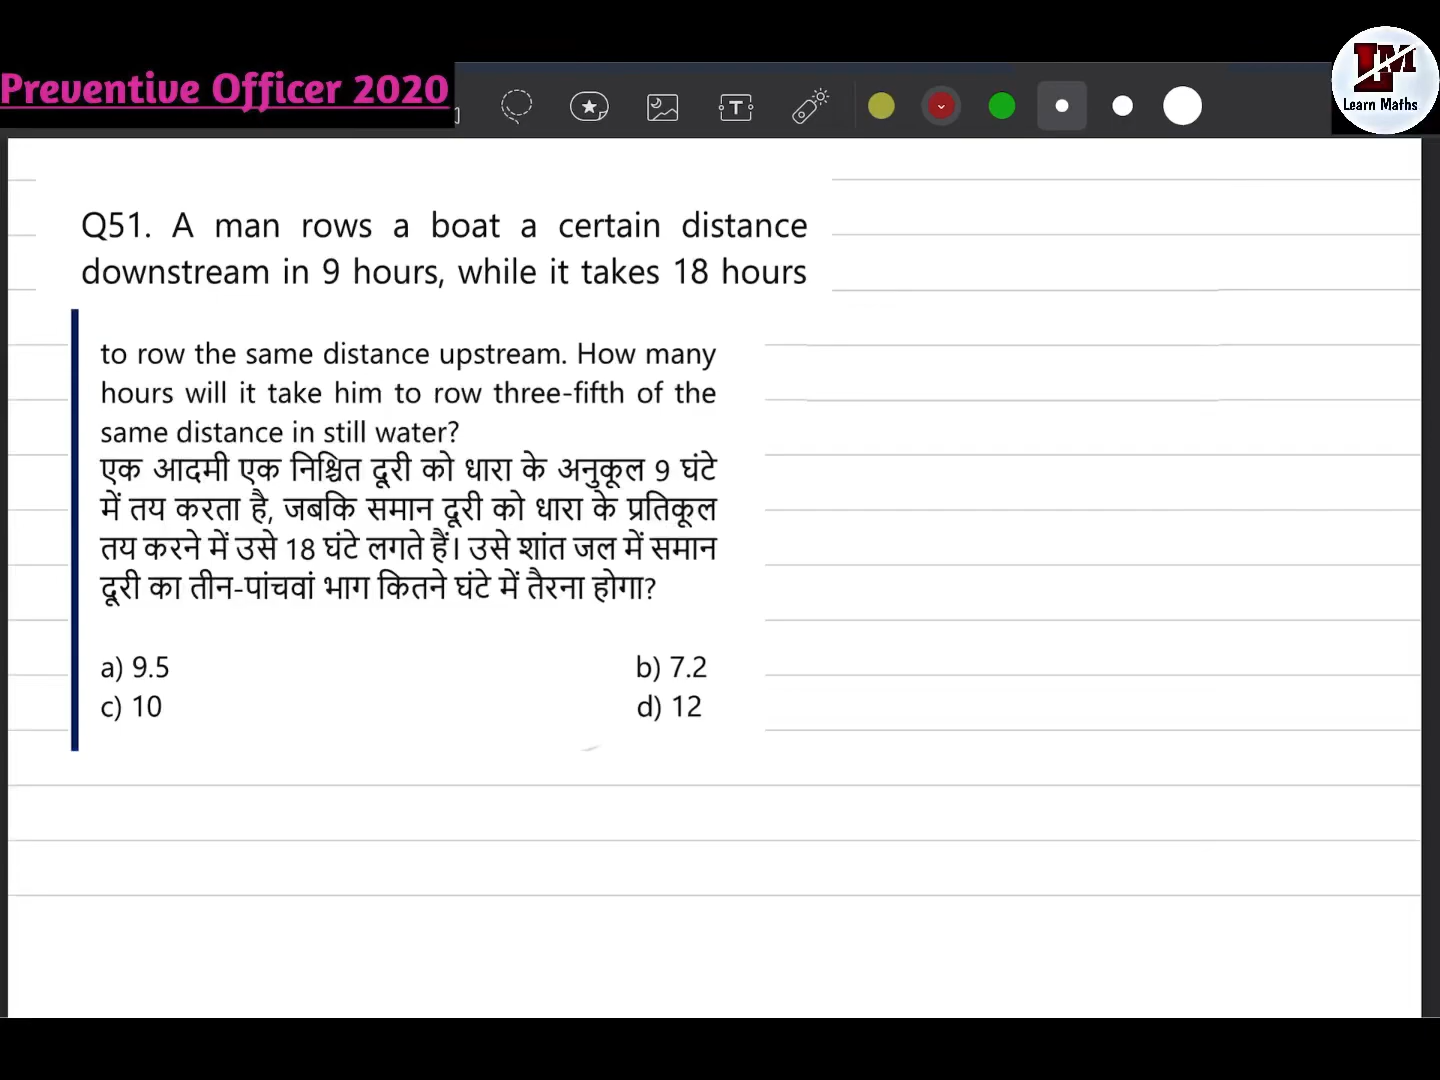 Preventive Officer 2020
T
LM
Learn Maths
Q51. A man rows a boat a certain distance
downstream in 9 hours, while it takes 18 hours
to row the same distance upstream. How many
hours will it take him to row three-fifth of the
same distance in still water?
एक आदमी एक निश्चित दूरी को धारा के अनुकूल 9 घंटे
में तय करता है, जबकि समान दूरी को धारा के प्रतिकूल
तय करने में उसे 18 घंटे लगते हैं। उसे शांत जल में समान
दूरी का तीन-पांचवां भाग कितने घंटे में तैरना होगा?
a) 9.5 b) 7.2
c) 10 d) 12